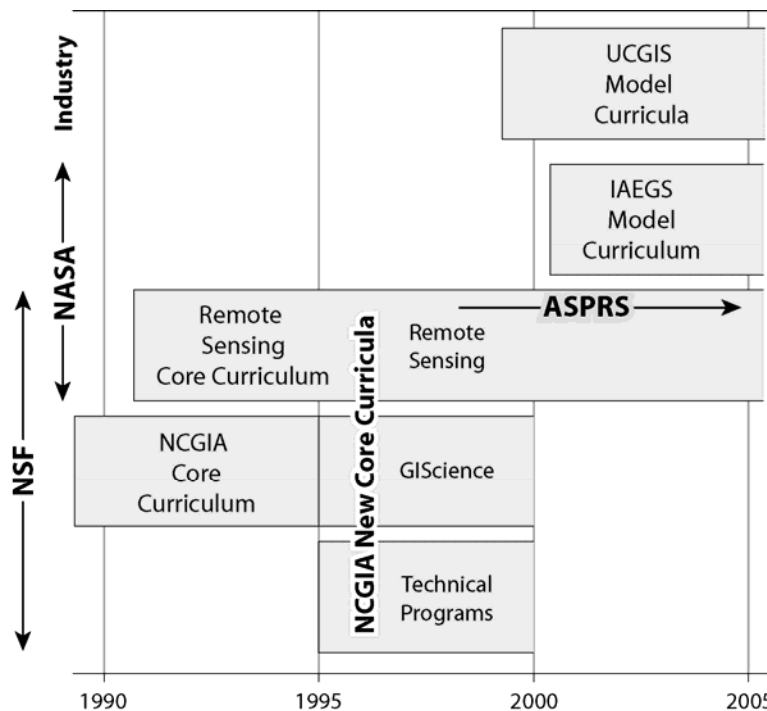 Industry
UCGIS
Model
Curricula
NASA
IAEGS
Model
Curriculum
ASPRS
Remote
Sensing
Core Curriculum
Remote
Sensing
NCGIA New Core Curricula
NSF
NCGIA
Core
Curriculum
GIScience
Technical
Programs
1990
1995
2000
2005